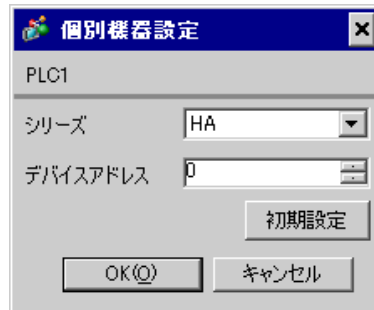 個別機器設定
PLC1
シリーズ HA
デバイスアドレス 0
初期設定
OK(O) キャンセル